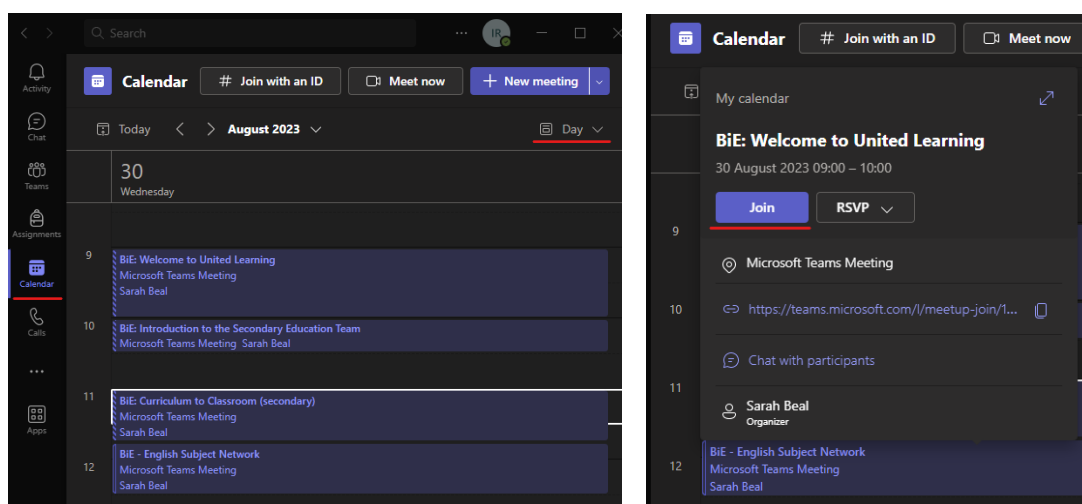 Search
IR
Activity
Chat
Teams
Assignments
Calendar
Calls
Apps
Calendar
# Join with an ID
Meet now
New meeting
Today
August 2023
Day
30
Wednesday
9
BiE: Welcome to United Learning
Microsoft Teams Meeting
Sarah Beal
10
BiE: Introduction to the Secondary Education Team
Microsoft Teams Meeting Sarah Beal
11
BiE: Curriculum to Classroom (secondary)
Microsoft Teams Meeting
Sarah Beal
BiE - English Subject Network
12
Microsoft Teams Meeting
Sarah Beal
Calendar
# Join with an ID
Meet now
My calendar
BiE: Welcome to United Learning
30 August 2023 09:00 – 10:00
Join
RSVP
9
Microsoft Teams Meeting
10
https://teams.microsoft.com/l/meetup-join/1...
Chat with participants
11
Sarah Beal
Organizer
BiE - English Subject Network
12
Microsoft Teams Meeting
Sarah Beal